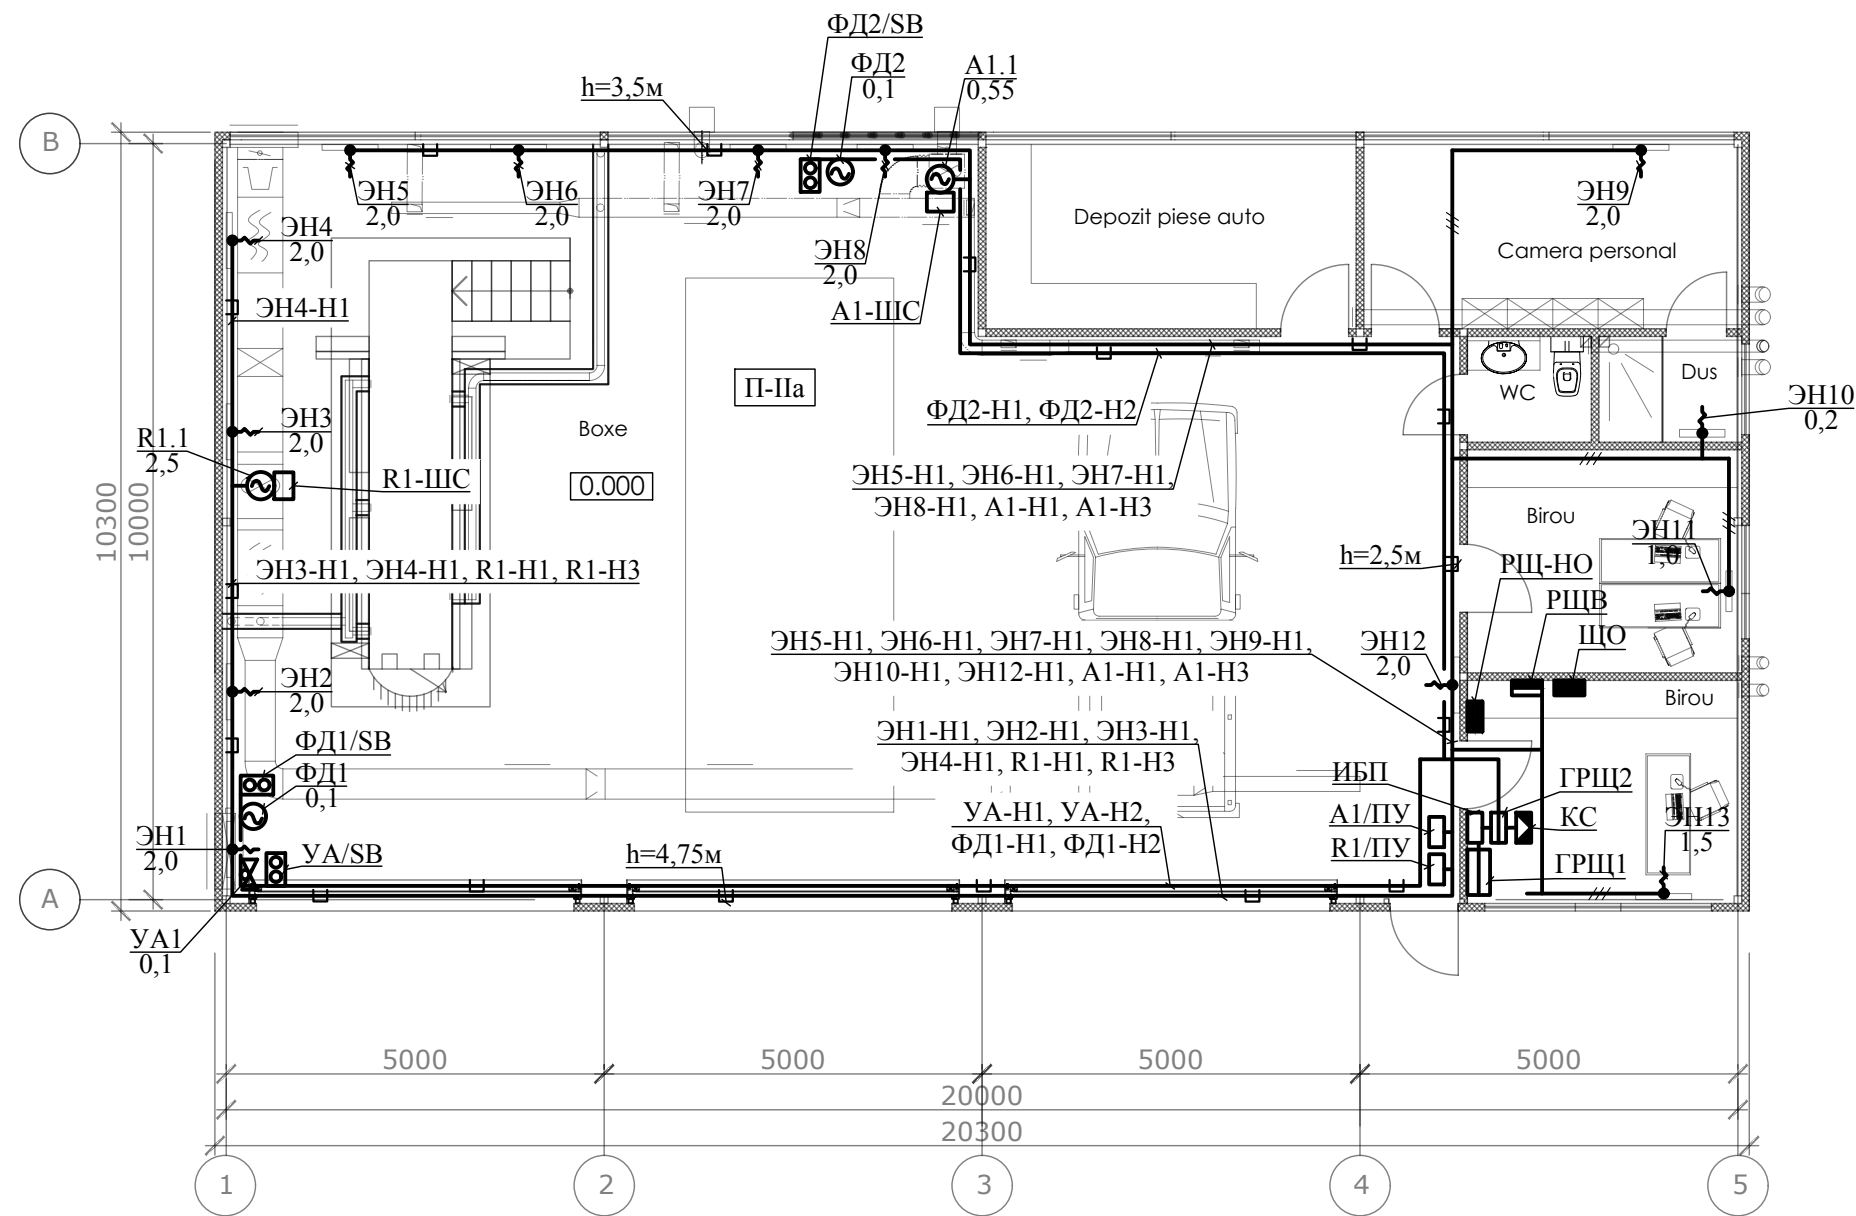 ФД2/SB
ФД2
0,1
А1.1
0,55
h=3,5м
В
ЭН5
2,0
ЭН6
2,0
ЭН7
2,0
ЭН8
2,0
ЭН9
2,0
Depozit piese auto
Camera personal
ЭН4
2,0
ЭН4-Н1
А1-ШС
П-IIа
WC
Dus
ЭН10
0,2
ФД2-Н1, ФД2-Н2
ЭН3
2,0
Boxe
R1.1
2,5
R1-ШС
0.000
ЭН5-Н1, ЭН6-Н1, ЭН7-Н1,
ЭН8-Н1, А1-Н1, А1-Н3
10300
10000
Birou
ЭН11
1,0
h=2,5м
РЩ-НО
ЭН3-Н1, ЭН4-Н1, R1-Н1, R1-Н3
РЩВ
ЩО
ЭН5-Н1, ЭН6-Н1, ЭН7-Н1, ЭН8-Н1, ЭН9-Н1,
ЭН10-Н1, ЭН12-Н1, А1-Н1, А1-Н3
ЭН12
2,0
ЭН2
2,0
Birou
ЭН1-Н1, ЭН2-Н1, ЭН3-Н1,
ЭН4-Н1, R1-Н1, R1-Н3
ФД1/SB
ФД1
0,1
ИБП
ГРЩ2
КС
УА-Н1, УА-Н2,
ФД1-Н1, ФД1-Н2
А1/ПУ
R1/ПУ
ЭН13
1,5
ЭН1
2,0
УА/SB
h=4,75м
ГРЩ1
А
УА1
0,1
5000
5000
5000
5000
20000
20300
1
2
3
4
5